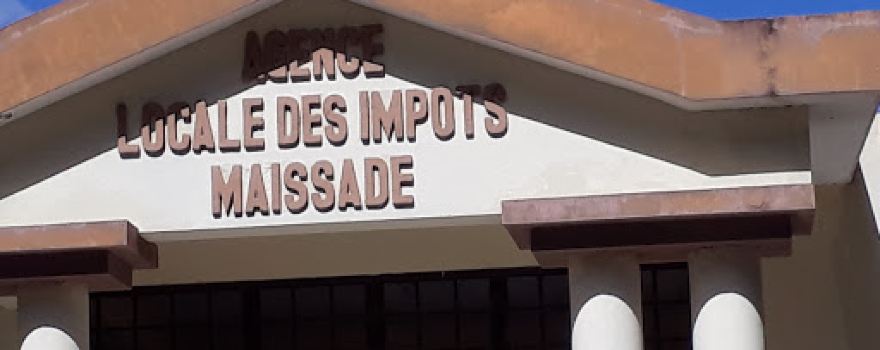 AGENCE
LOCALE DES IMPOTS
MAISSADE